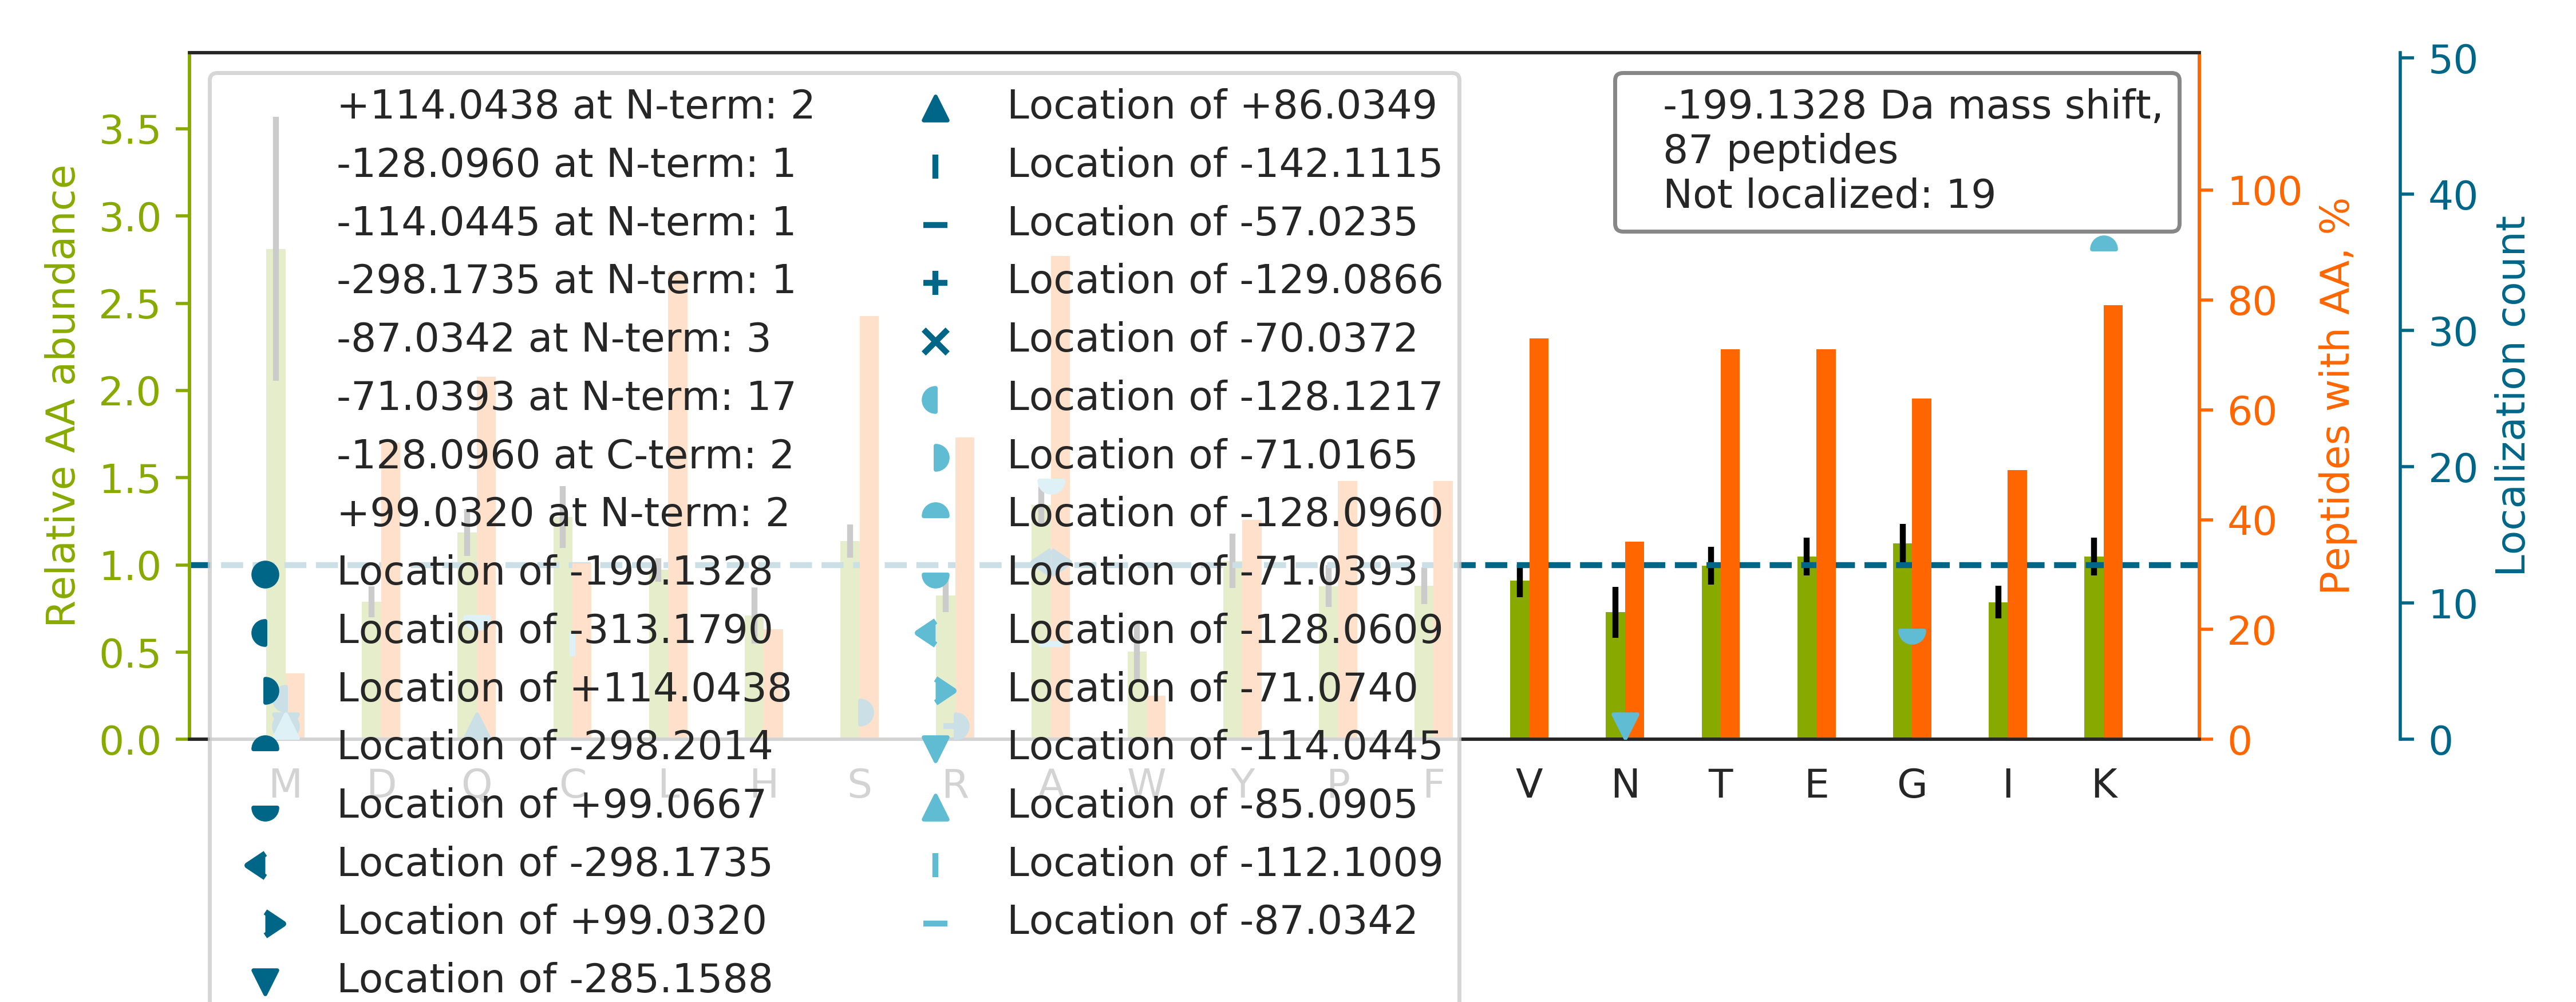 +114.0438 at N-term: 2
-128.0960 at N-term: 1
-114.0445 at N-term: 1
-298.1735 at N-term: 1
-87.0342 at N-term: 3
-71.0393 at N-term: 17
-128.0960 at C-term: 2
+99.0320 at N-term: 2
Location of -199.1328
Location of -313.1790
Location of +114.0438
Location of -298.2014
Location of +99.0667
Location of -298.1735
Location of +99.0320
Location of -285.1588
Location of +86.0349
Location of -142.1115
Location of -57.0235
Location of -129.0866
Location of -70.0372
Location of -128.1217
Location of -71.0165
Location of -128.0960
Location of -71.0393
Location of -128.0609
Location of -71.0740
Location of -114.0445
Location of -85.0905
Location of -112.1009
Location of -87.0342
-199.1328 Da mass shift,
87 peptides
Not localized: 19
Relative AA abundance
3.5
3.0
2.5
2.0
1.5
1.0
0.5
0.0
M D Q C L H S R A W Y P F V N T E G I K
100
80
60
40
20
0
Peptides with AA, %
50
40
30
20
10
0
Localization count